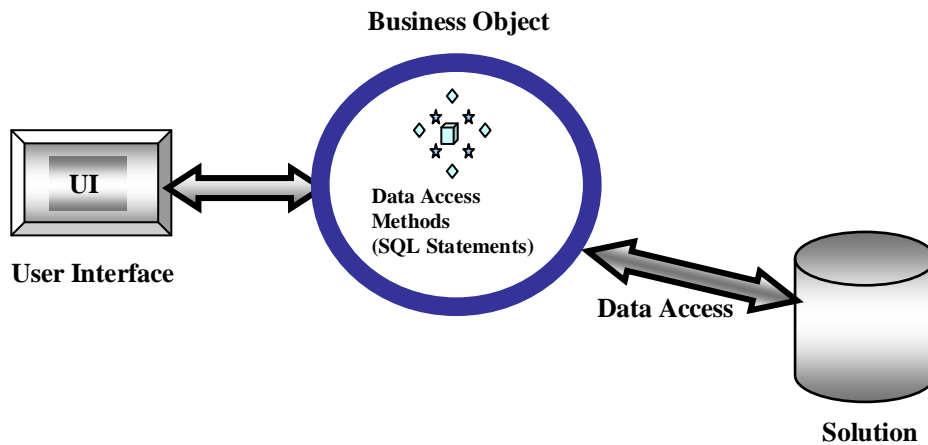 Business Object
UI
Data Access
Methods
(SQL Statements)
User Interface
Data Access
Solution